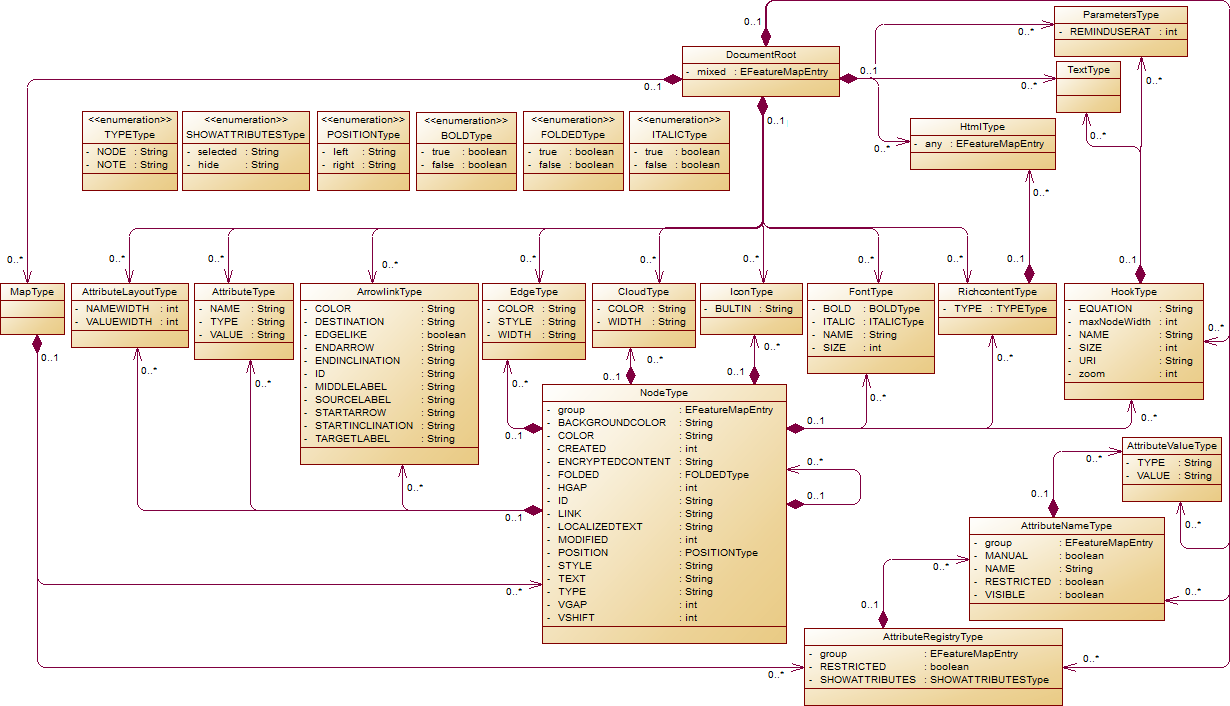 ParametersType
- REMINDUSERAT : int
0..1
0..*
DocumentRoot
- mixed : EFeatureMapEntry
0..1
0..1
0..*
TextType
0..*
0..1
0..*
<<enumeration>>
TYPEType
- NODE : String
- NOTE : String
<<enumeration>>
SHOWATTRIBUTESType
- selected : String
- hide : String
<<enumeration>>
POSITIONType
- left : String
- right : String
<<enumeration>>
BOLDType
- true : boolean
- false : boolean
<<enumeration>>
FOLDEDType
- true : boolean
- false : boolean
<<enumeration>>
ITALICType
- true : boolean
- false : boolean
HtmlType
- any : EFeatureMapEntry
0..*
0..*
0..*
0..*
0..*
0..*
0..*
0..*
0..*
0..*
0..*
0..*
0..1
0..1
MapType
0..1
AttributeLayoutType
- NAMEWIDTH : int
- VALUEWIDTH : int
0..*
AttributeType
- NAME : String
- TYPE : String
- VALUE : String
0..*
ArrowlinkType
- COLOR : String
- DESTINATION : String
- EDGELIKE : boolean
- ENDARROW : String
- ENDINCLINATION : String
- ID : String
- MIDDLELABEL : String
- SOURCELABEL : String
- STARTARROW : String
- STARTINCLINATION : String
- TARGETLABEL : String
0..*
EdgeType
- COLOR : String
- STYLE : String
- WIDTH : String
0..*
CloudType
- COLOR : String
- WIDTH : String
0..*
0..1
IconType
- BUILTIN : String
0..*
0..1
FontType
- BOLD : BOLDType
- ITALIC : ITALICType
- NAME : String
- SIZE : int
0..*
RichcontentType
- TYPE : TYPEType
0..*
HookType
- EQUATION : String
- maxNodeWidth : int
- NAME : String
- SIZE : int
- URI : String
- zoom : int
0..*
0..*
NodeType
- group : EFeatureMapEntry
- BACKGROUNDCOLOR : String
- COLOR : String
- CREATED : int
- ENCRYPTEDCONTENT : String
- FOLDED : FOLDEDType
- HGAP : int
- ID : String
- LINK : String
- LOCALIZEDTEXT : String
- MODIFIED : int
- POSITION : POSITIONType
- STYLE : String
- TEXT : String
- TYPE : String
- VGAP : int
- VSHIFT : int
0..1
0..1
0..1
0..*
0..1
0..*
AttributeValueType
- TYPE : String
- VALUE : String
0..*
0..*
0..1
AttributeNameType
- group : EFeatureMapEntry
- MANUAL : boolean
- NAME : String
- RESTRICTED : boolean
- VISIBLE : boolean
0..*
0..*
0..1
AttributeRegistryType
- group : EFeatureMapEntry
- RESTRICTED : boolean
- SHOWATTRIBUTES : SHOWATTRIBUTESType
0..*
0..*